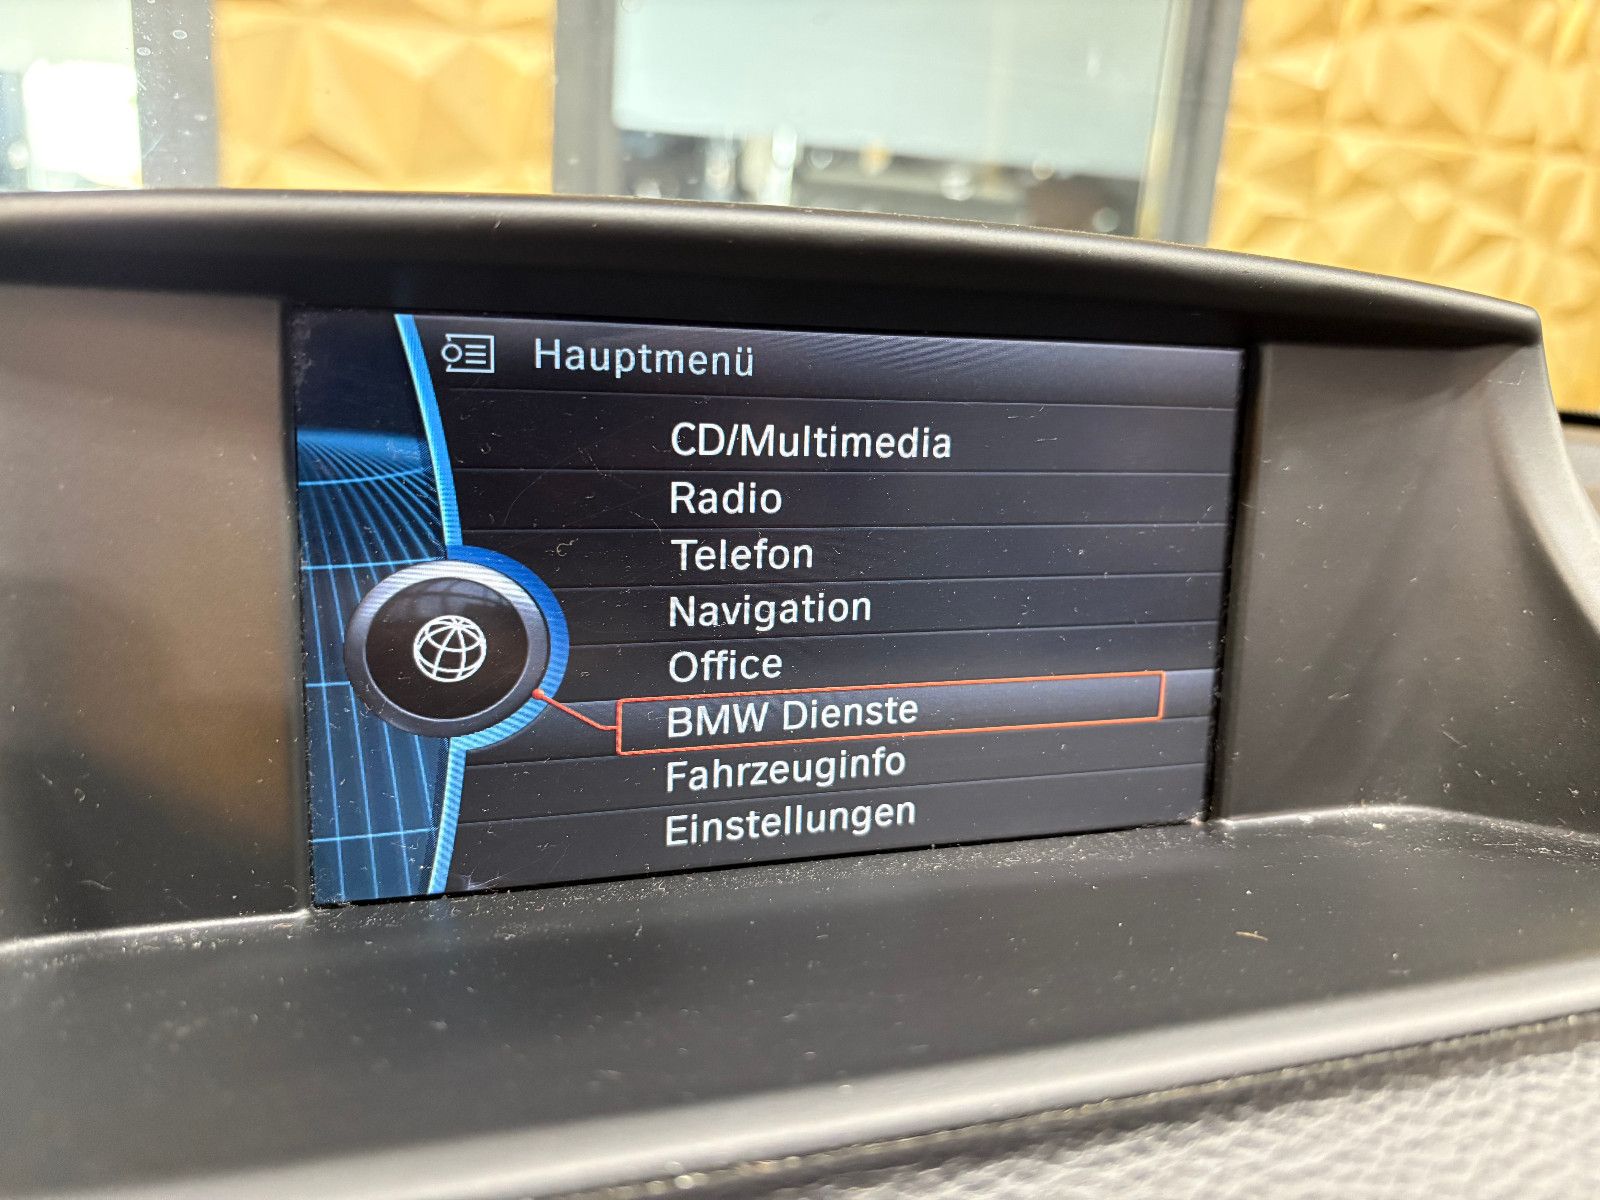 Hauptmenü
CD/Multimedia
Radio
Telefon
Navigation
Office
BMW Dienste
Fahrzeuginfo
Einstellungen